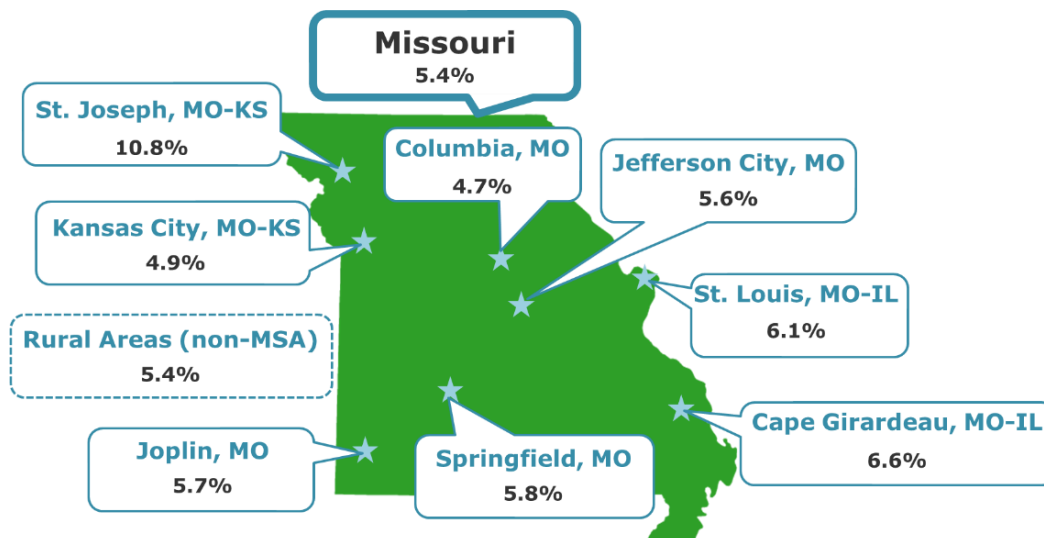 Missouri
5.4%
St. Joseph, MO-KS
10.8%
Columbia, MO
4.7%
Jefferson City, MO
5.6%
Kansas City, MO-KS
4.9%
St. Louis, MO-IL
6.1%
Rural Areas (non-MSA)
5.4%
Cape Girardeau, MO-IL
6.6%
Joplin, MO
5.7%
Springfield, MO
5.8%